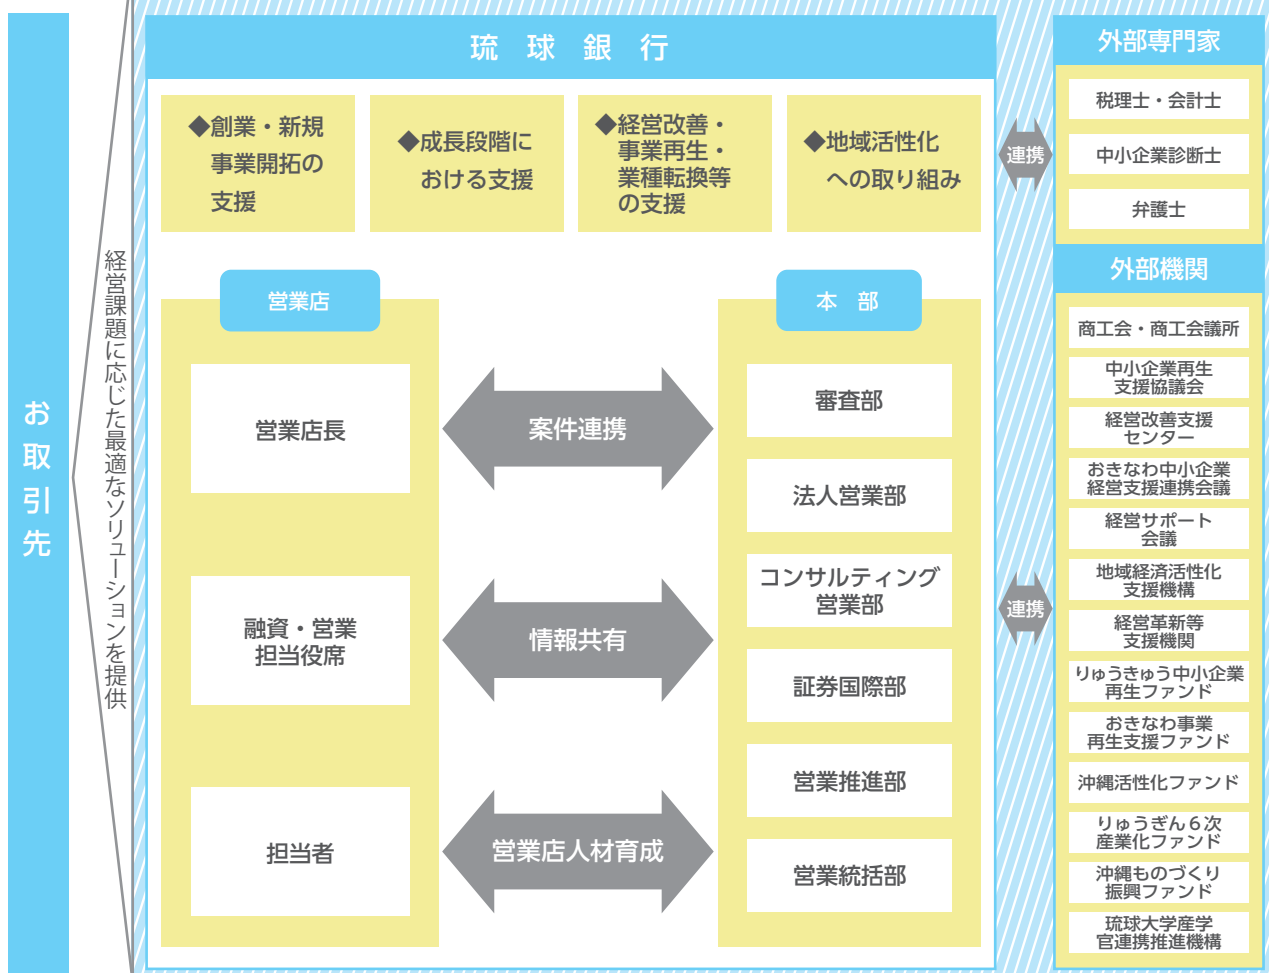 お取引先
経営課題に応じた最適なソリューションを提供
琉球銀行
◆創業・新規
事業開拓の
支援
◆成長段階に
おける支援
◆経営改善・
事業再生・
業種転換等
の支援
◆地域活性化
への取り組み
営業店
営業店長
融資・営業
担当役席
担当者
案件連携
情報共有
営業店人材育成
本部
審査部
法人営業部
コンサルティング
営業部
証券国際部
営業推進部
営業統括部
連携
連携
外部専門家
税理士・会計士
中小企業診断士
弁護士
外部機関
商工会・商工会議所
中小企業再生
支援協議会
経営改善支援
センター
おきなわ中小企業
経営支援連携会議
経営サポート
会議
地域経済活性化
支援機構
経営革新等
支援機関
りゅうきゅう中小企業
再生ファンド
おきなわ事業
再生支援ファンド
沖縄活性化ファンド
りゅうぎん6次
産業化ファンド
沖縄ものづくり
振興ファンド
琉球大学産学
官連携推進機構